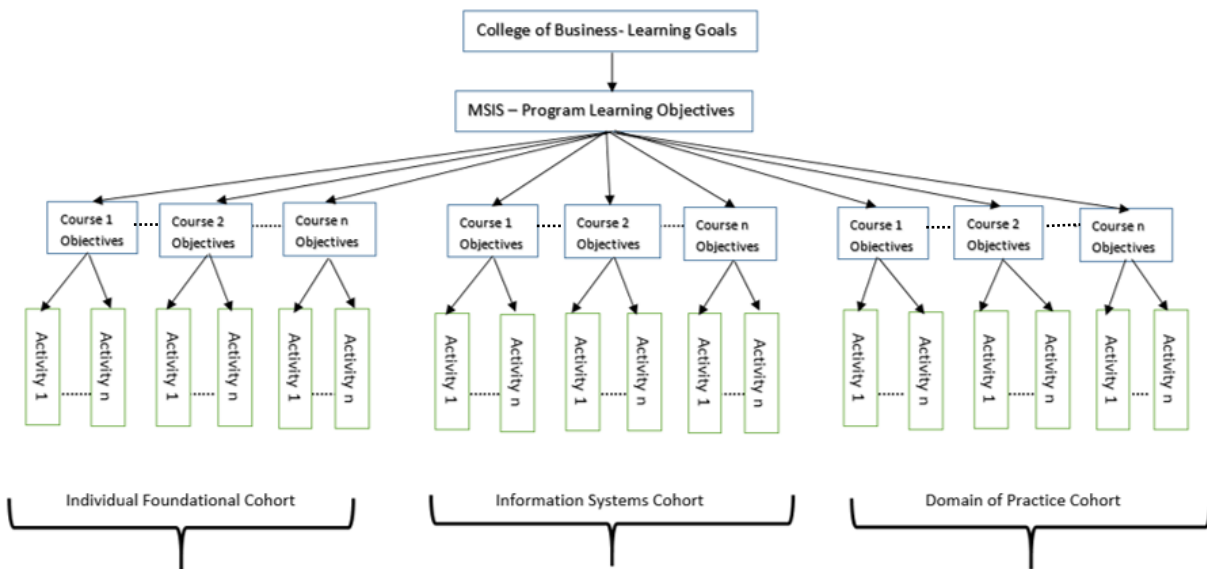 College of Business- Learning Goals
MSIS – Program Learning Objectives
Course 1
Objectives
Course 2
Objectives
Course n
Objectives
Course 1
Objectives
Course 2
Objectives
Course n
Objectives
Course 1
Objectives
Course 2
Objectives
Course n
Objectives
Activity 1
Activity n
Activity 1
Activity n
Activity 1
Activity n
Activity 1
Activity n
Activity 1
Activity n
Activity 1
Activity n
Activity 1
Activity n
Activity 1
Activity n
Activity 1
Activity n
Individual Foundational Cohort
Information Systems Cohort
Domain of Practice Cohort